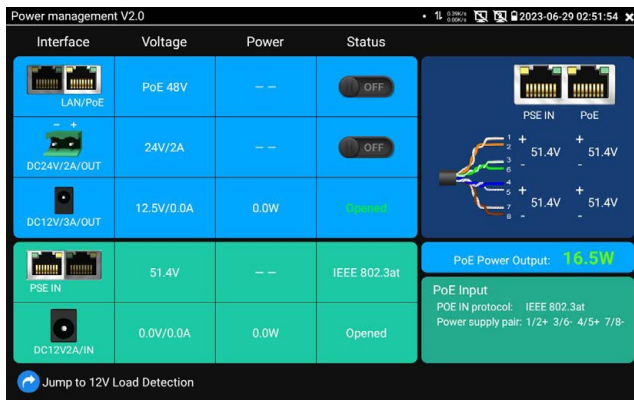 Power management V2.0
0.39K/s
0.00K/s
2023-06-29 02:51:54
Interface Voltage Power Status
LAN/PoE
PoE 48V
– –
OFF
– +
DC24V/2A/OUT
24V/2A
– –
OFF
DC12V/3A/OUT
12.5V/0.0A
0.0W
Opened
PSE IN
51.4V
– –
IEEE 802.3at
DC12V2A/IN
0.0V/0.0A
0.0W
Opened
PSE IN PoE
1 + +
2 51.4V 51.4V
3
6 - -
4
5 + +
7 51.4V 51.4V
8 - -
PoE Power Output: 16.5W
PoE Input
POE IN protocol: IEEE 802.3at
Power supply pair: 1/2+ 3/6- 4/5+ 7/8-
Jump to 12V Load Detection